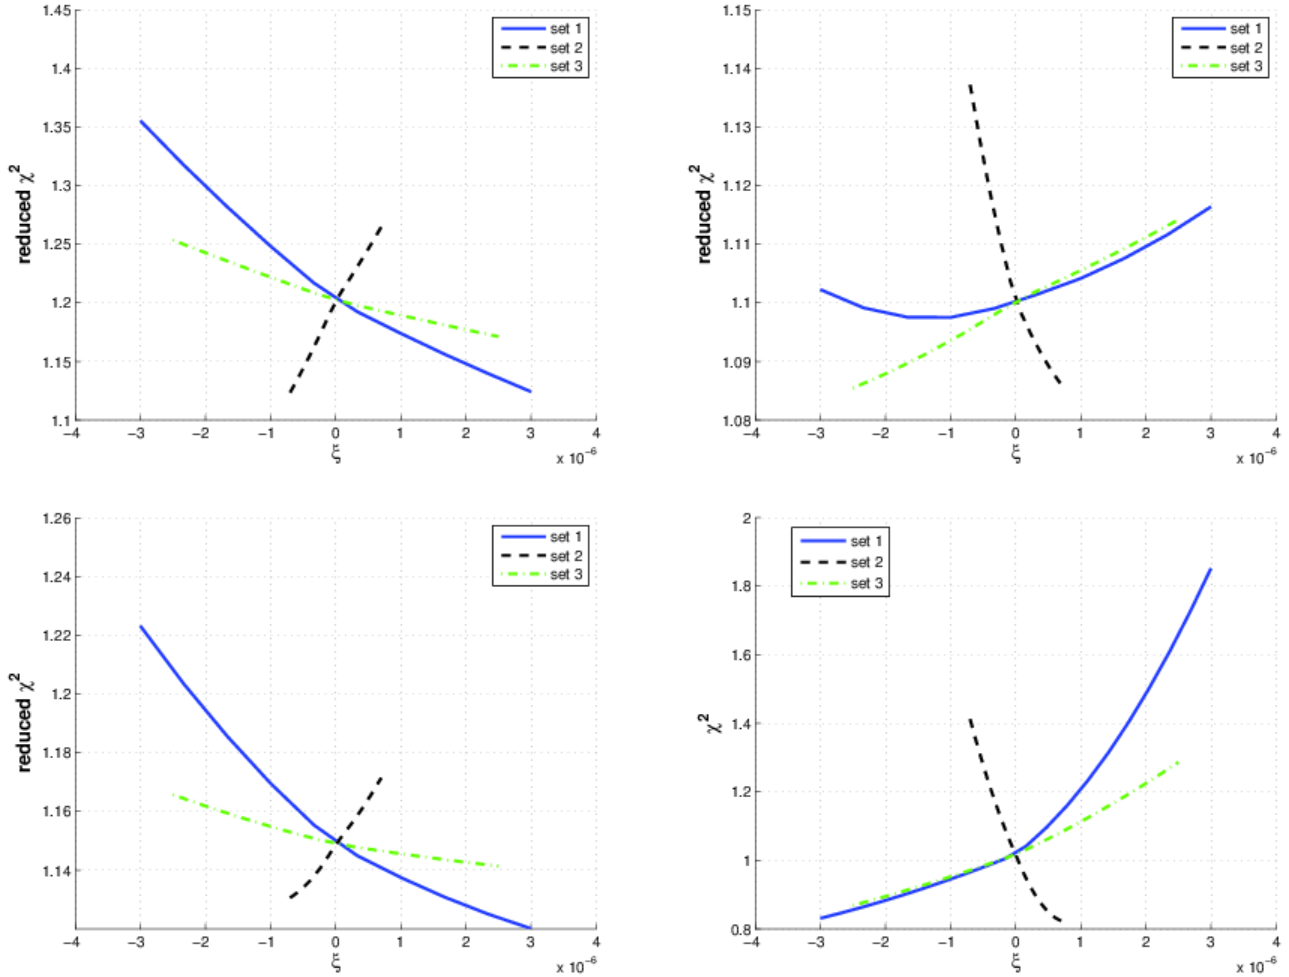 reduced χ²
1.45
1.4
1.35
1.3
1.25
1.2
1.15
1.1
−4
−3
−2
−1
0
1
2
3
4
ξ
x 10⁻⁶
set 1
set 2
set 3
reduced χ²
1.15
1.14
1.13
1.12
1.11
1.1
1.09
1.08
−4
−3
−2
−1
0
1
2
3
4
ξ
x 10⁻⁶
set 1
set 2
set 3
reduced χ²
1.26
1.24
1.22
1.2
1.18
1.16
1.14
−4
−3
−2
−1
0
1
2
3
4
ξ
x 10⁻⁶
set 1
set 2
set 3
χ²
2
1.8
1.6
1.4
1.2
1
0.8
−4
−3
−2
−1
0
1
2
3
4
ξ
x 10⁻⁶
set 1
set 2
set 3